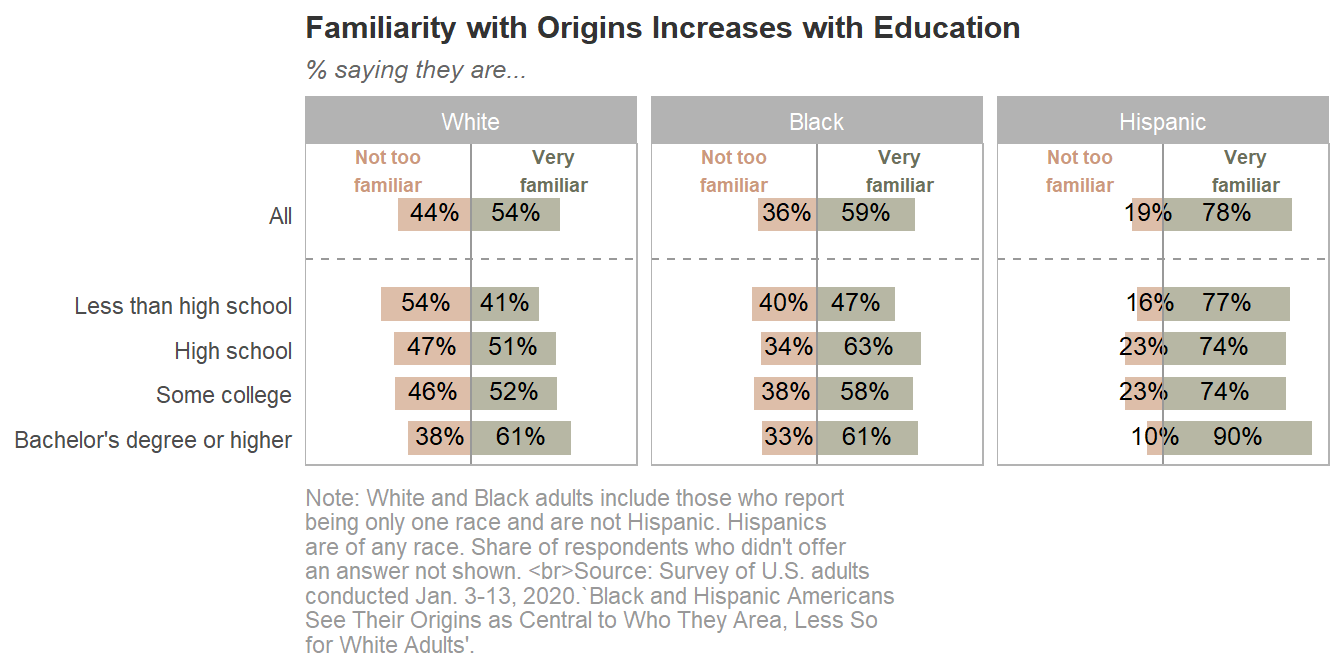 Familiarity with Origins Increases with Education
% saying they are...
White Black Hispanic
Not too Very Not too Very Not too Very
familiar familiar familiar familiar familiar familiar
All 44% 54% 36% 59% 19% 78%
Less than high school 54% 41% 40% 47% 16% 77%
High school 47% 51% 34% 63% 23% 74%
Some college 46% 52% 38% 58% 23% 74%
Bachelor's degree or higher 38% 61% 33% 61% 10% 90%
Note: White and Black adults include those who report
being only one race and are not Hispanic. Hispanics
are of any race. Share of respondents who didn't offer
an answer not shown. <br>Source: Survey of U.S. adults
conducted Jan. 3-13, 2020.`Black and Hispanic Americans
See Their Origins as Central to Who They Area, Less So
for White Adults'.